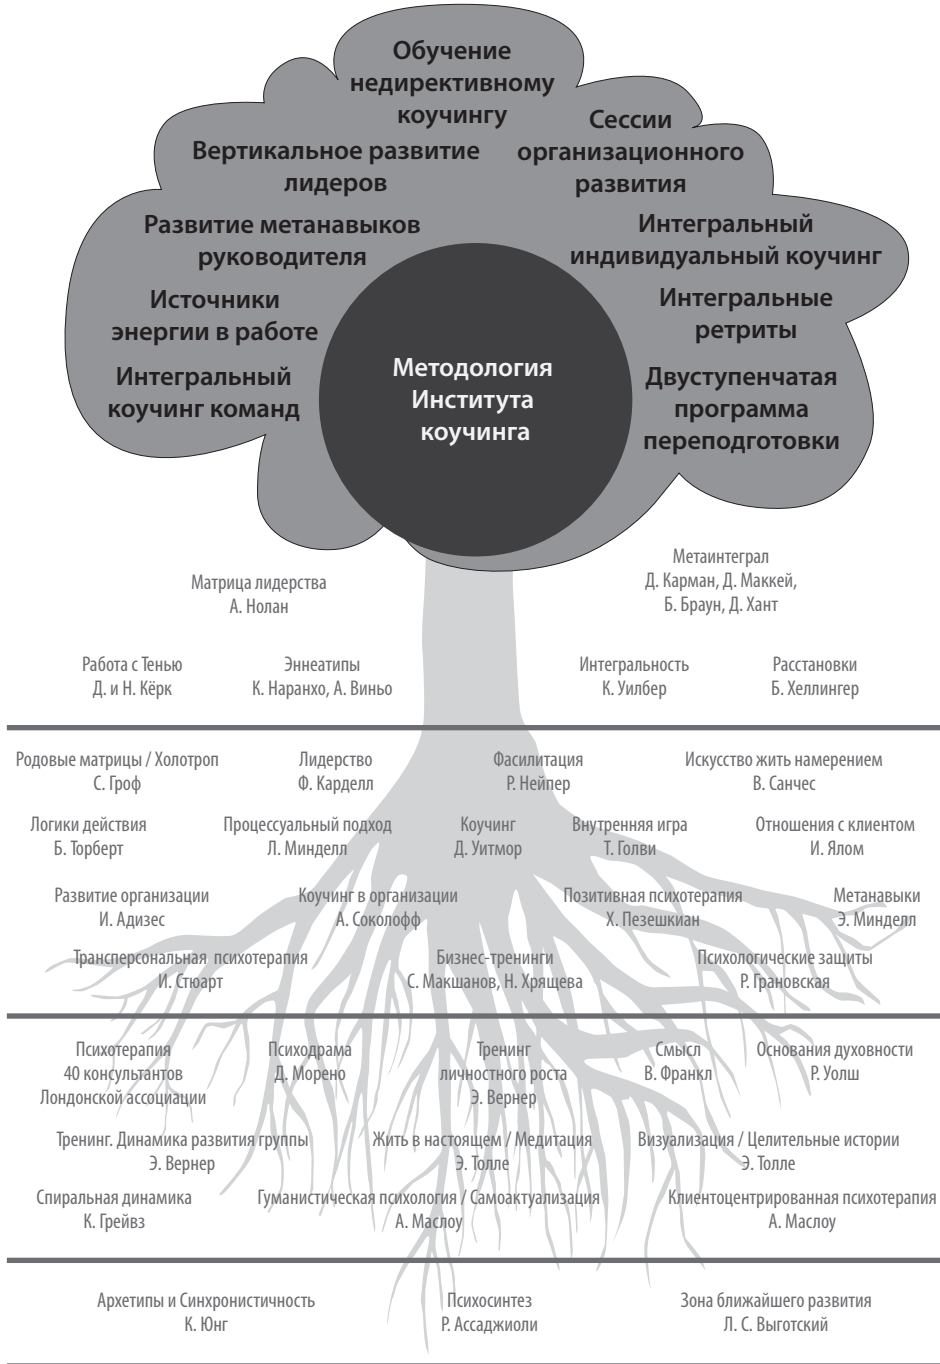 Обучение
недирективному
коучингу
Сессии
организационного
развития
Вертикальное развитие
лидеров
Развитие метанавыков
руководителя
Интегральный
индивидуальный коучинг
Источники
энергии в работе
Интегральные
ретриты
Интегральный
коучинг команд
Методология
Института
коучинга
Двуступенчатая
программа
переподготовки
Матрица лидерства
А. Нолан
Метаинтеграл
Д. Карман, Д. Маккей,
Б. Браун, Д. Хант
Работа с Тенью
Д. и Н. Кёрк
Эннеатипы
К. Наранхо, А. Виньо
Интегральность
К. Уилбер
Расстановки
Б. Хеллингер
Родовые матрицы / Холотроп
С. Гроф
Лидерство
Ф. Карделл
Фасилитация
Р. Нейпер
Искусство жить намерением
В. Санчес
Логики действия
Б. Торберт
Процессуальный подход
Л. Минделл
Коучинг
Д. Уитмор
Внутренняя игра
Т. Голви
Отношения с клиентом
И. Ялом
Развитие организации
И. Адизес
Коучинг в организации
А. Соколофф
Позитивная психотерапия
Х. Пезешкиан
Метанавыки
Э. Минделл
Трансперсональная психотерапия
И. Стюарт
Бизнес-тренинги
С. Макшанов, Н. Хрящева
Психологические защиты
Р. Грановская
Психотерапия
40 консультантов
Лондонской ассоциации
Психодрама
Д. Морено
Тренинг
личностного роста
Э. Вернер
Смысл
В. Франкл
Основания духовности
Р. Уолш
Тренинг. Динамика развития группы
Э. Вернер
Жить в настоящем / Медитация
Э. Толле
Визуализация / Целительные истории
Э. Толле
Спиральная динамика
К. Грейвз
Гуманистическая психология / Самоактуализация
А. Маслоу
Клиентоцентрированная психотерапия
А. Маслоу
Архетипы и Синхронистичность
К. Юнг
Психосинтез
Р. Ассаджиоли
Зона ближайшего развития
Л. С. Выготский